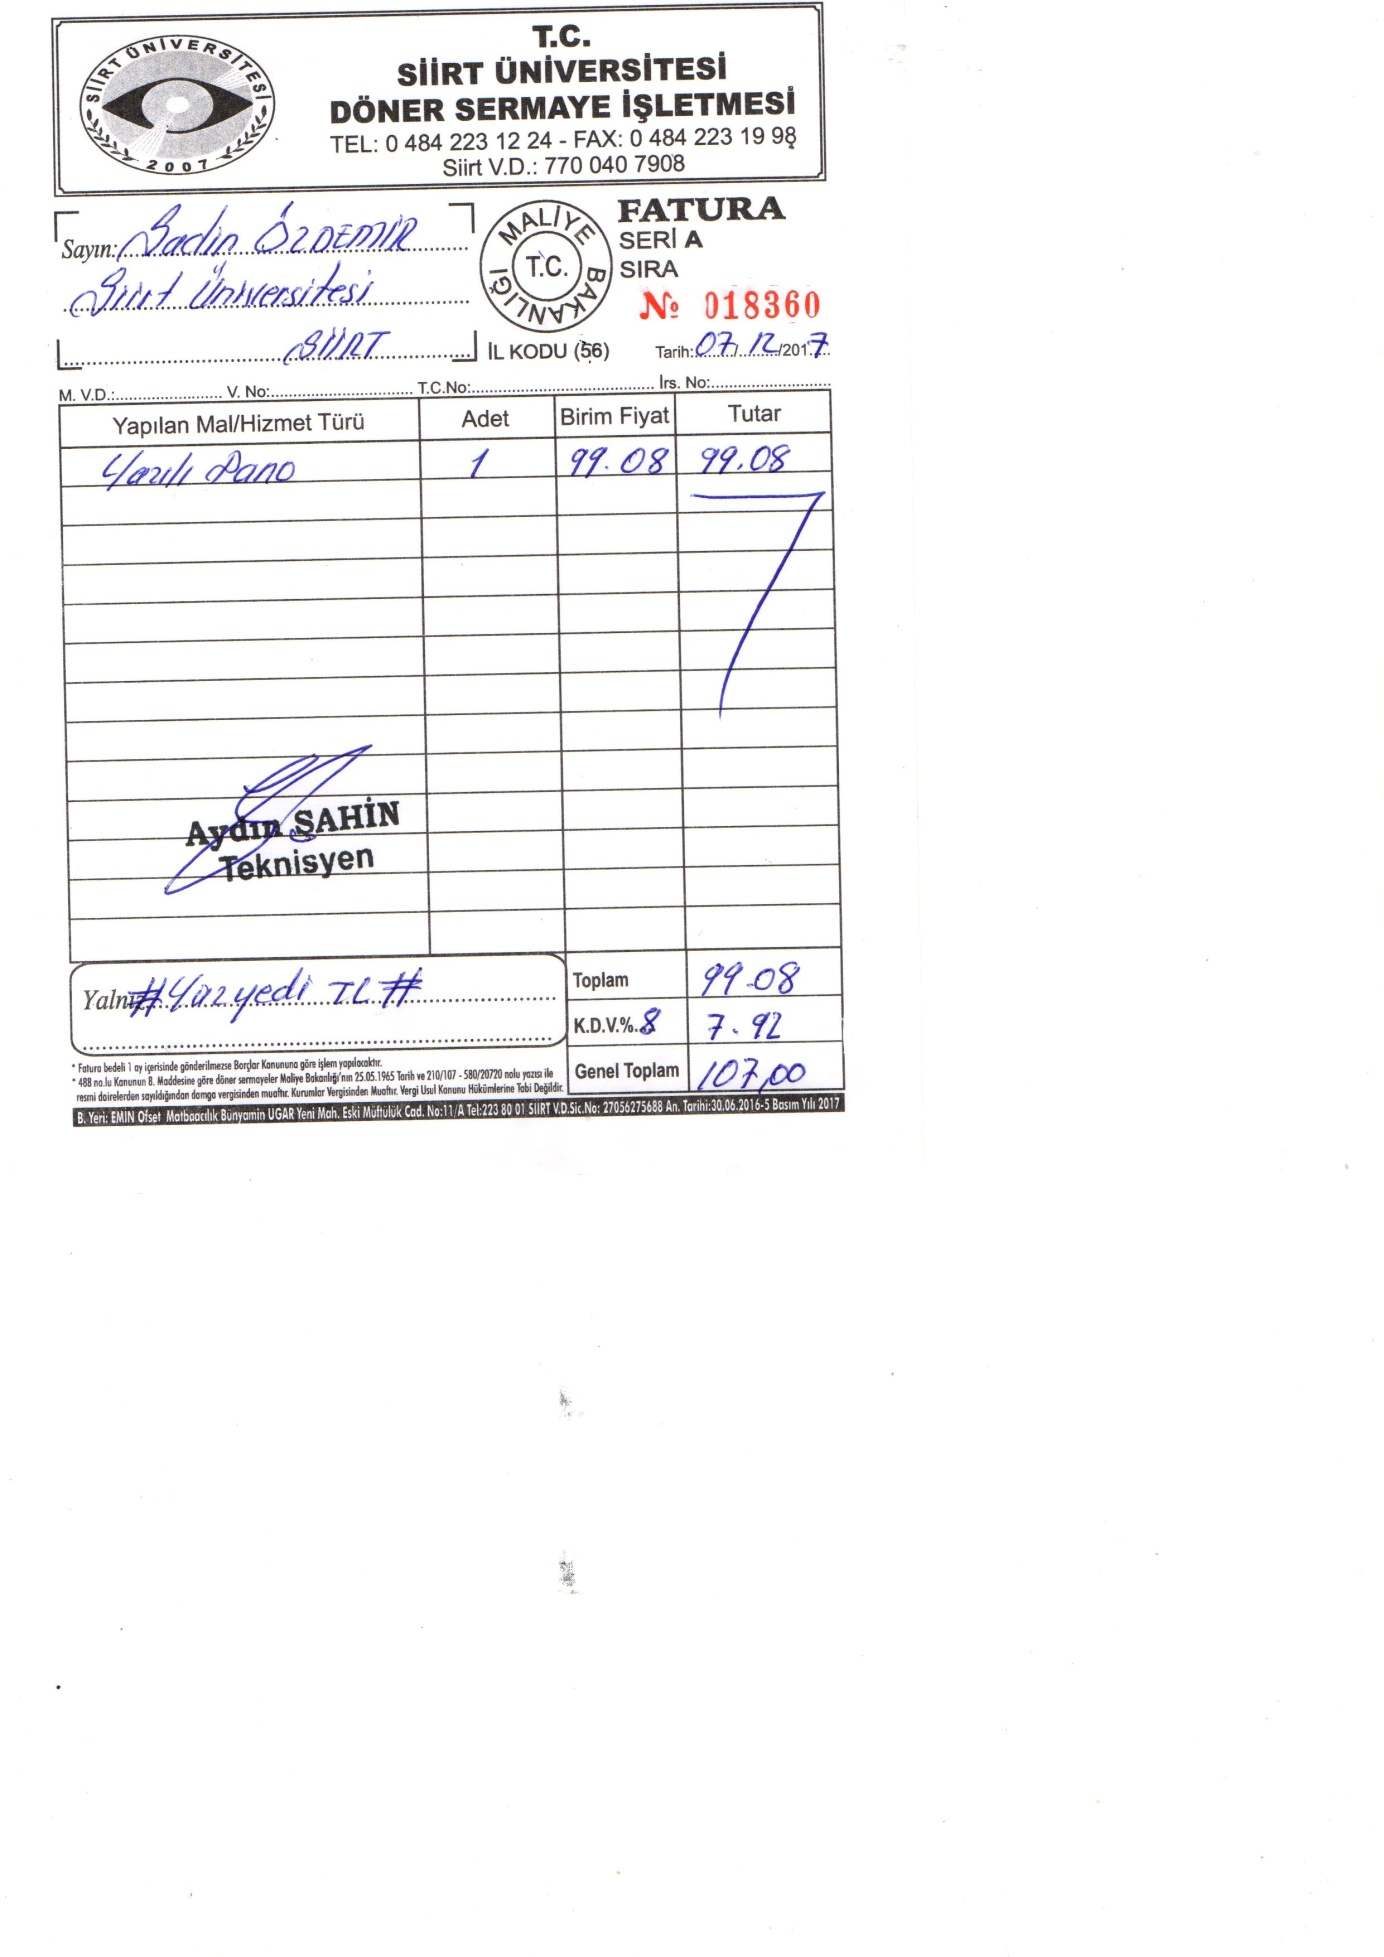 SİİRT ÜNİVERSİTESİ
2007
T.C.
SİİRT ÜNİVERSİTESİ
DÖNER SERMAYE İŞLETMESİ
TEL: 0 484 223 12 24 - FAX: 0 484 223 19 98
Siirt V.D.: 770 040 7908
Sayın: Sadin ÖZDEMİR
Siirt Üniversitesi
SİİRT
MALİYE BAKANLIĞI
T.C.
İL KODU (56)
FATURA
SERİ A
SIRA
№ 018360
Tarih: 07/12/2017
M. V.D.: V. No: T.C.No: İrs. No:
Yapılan Mal/Hizmet Türü Adet Birim Fiyat Tutar
Yazılı Pano 1 99.08 99.08
Aydın ŞAHİN
Teknisyen
Yalnız # Yüzyedi TL #
Toplam 99.08
K.D.V.%. 8 7.92
Genel Toplam 107,00
* Fatura bedeli 1 ay içerisinde gönderilmezse Borçlar Kanununa göre işlem yapılacaktır.
* 488 no.lu Kanunun 8. Maddesine göre döner sermayeler Maliye Bakanlığı'nın 25.05.1965 Tarih ve 210/107 - 580/20720 nolu yazısı ile
resmi dairelerden sayıldığından damga vergisinden muaftır. Kurumlar Vergisinden Muaftır. Vergi Usul Kanunu Hükümlerine Tabi Değildir.
B. Yeri: EMİN Ofset Matbaacılık Bünyamin UĞAR Yeni Mah. Eski Müftülük Cad. No:11/A Tel:223 80 01 SİİRT V.D.Sic.No: 27056275688 An. Tarihi:30.06.2016-5 Basım Yılı 2017